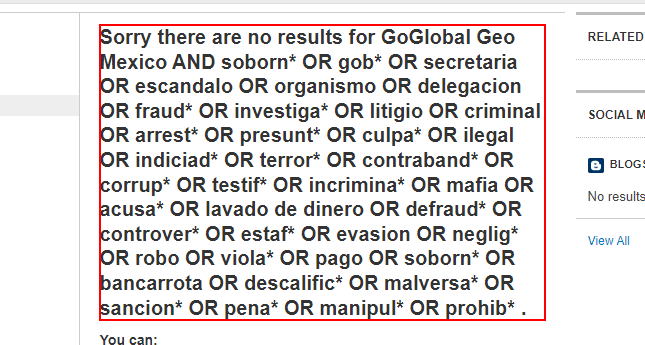 Sorry there are no results for GoGlobal Geo
Mexico AND soborn* OR gob* OR secretaria
OR escandalo OR organismo OR delegacion
OR fraud* OR investiga* OR litigio OR criminal
OR arrest* OR presunt* OR culpa* OR ilegal
OR indiciad* OR terror* OR contraband* OR
corrup* OR testif* OR incrimina* OR mafia OR
acusa* OR lavado de dinero OR defraud* OR
controver* OR estaf* OR evasion OR neglig*
OR robo OR viola* OR pago OR soborn* OR
bancarrota OR descalific* OR malversa* OR
sancion* OR pena* OR manipul* OR prohib* .
You can:
RELATED
SOCIAL M
BLOGS
No results
View All